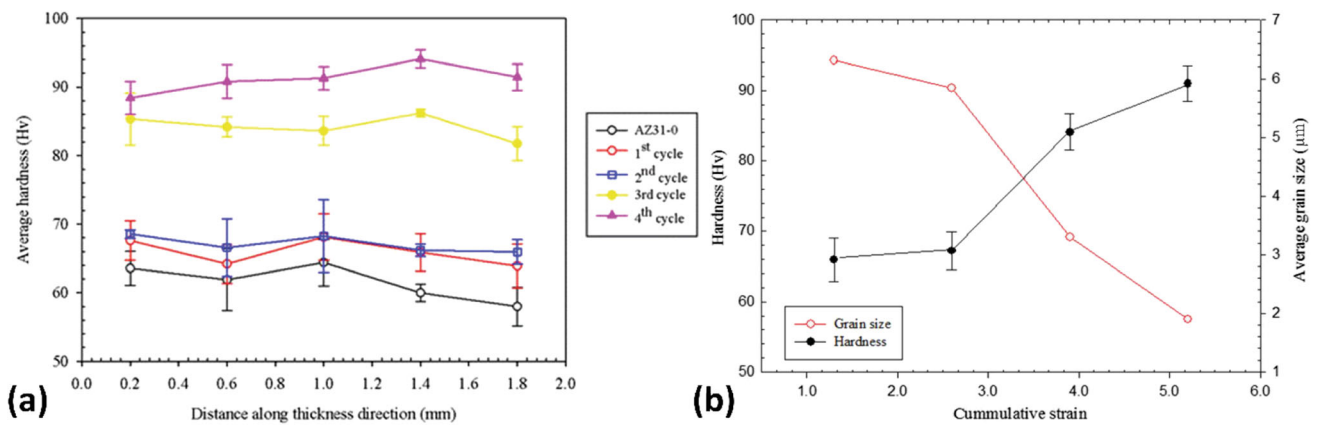 100
90
80
70
60
50
Average hardness (Hv)
0.0 0.2 0.4 0.6 0.8 1.0 1.2 1.4 1.6 1.8 2.0
Distance along thickness direction (mm)
(a)
AZ31-0
1st cycle
2nd cycle
3rd cycle
4th cycle
100
90
80
70
60
50
Hardness (Hv)
7
6
5
4
3
2
1
Average grain size (μm)
Grain size
Hardness
1.0 2.0 3.0 4.0 5.0 6.0
Cummulative strain
(b)